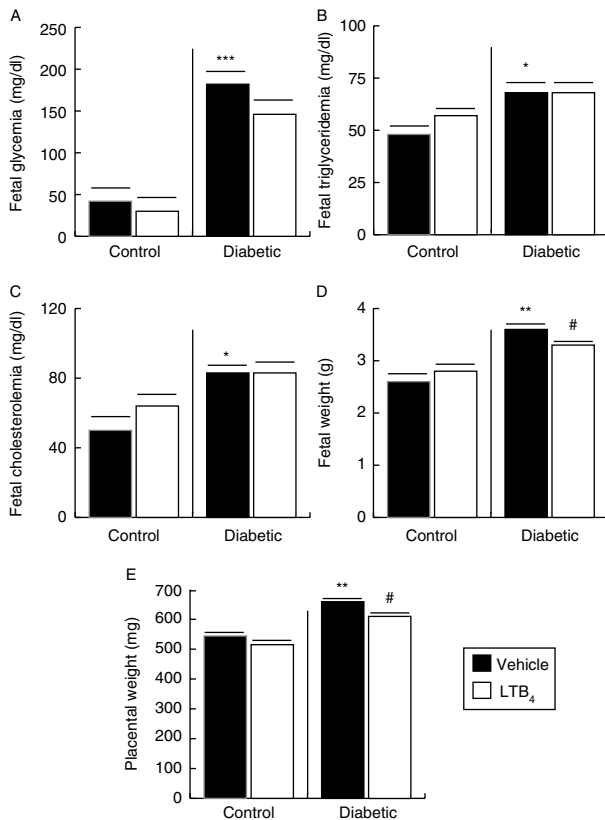 A
Fetal glycemia (mg/dl)
250
200
150
100
50
0
***
Control
Diabetic
B
Fetal triglyceridemia (mg/dl)
100
75
50
25
0
*
Control
Diabetic
C
Fetal cholesterolemia (mg/dl)
120
80
40
0
*
Control
Diabetic
D
Fetal weight (g)
4
3
2
1
0
**
#
Control
Diabetic
E
Placental weight (mg)
700
600
500
400
300
200
100
0
**
#
Control
Diabetic
Vehicle
LTB₄